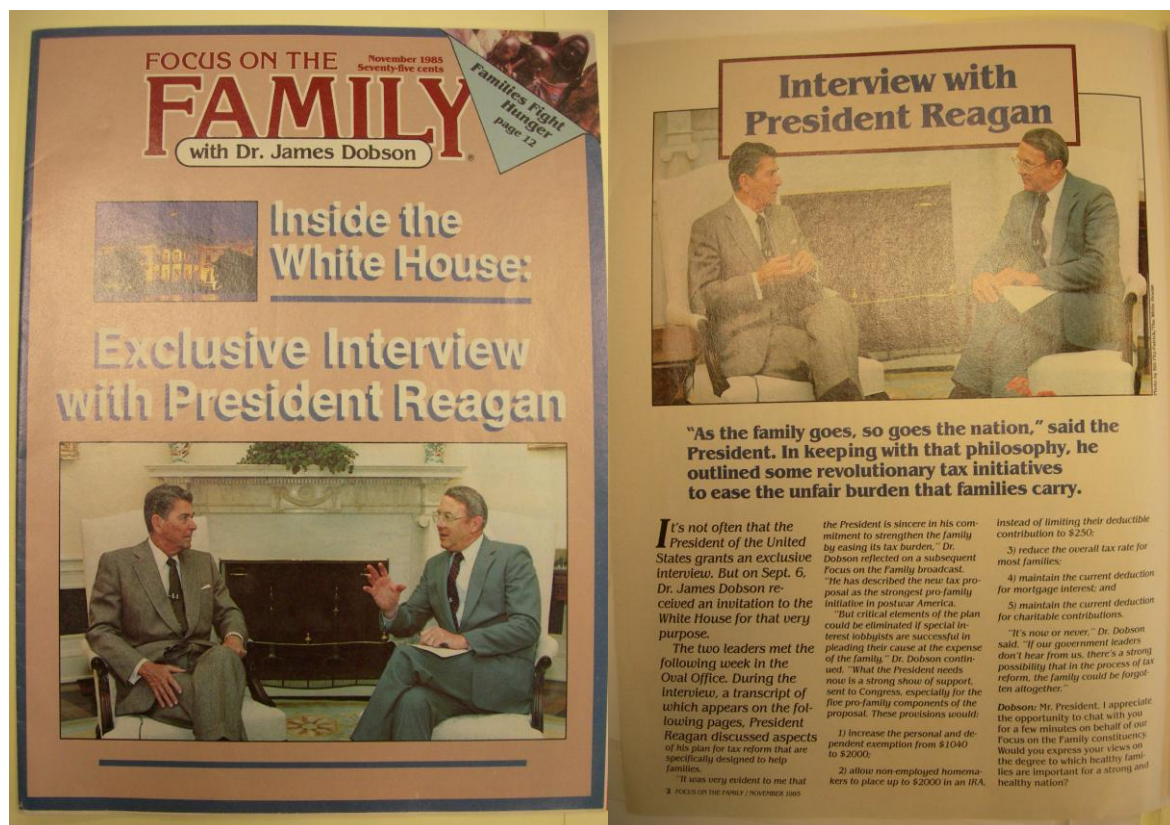 FOCUS ON THE
November 1985
Seventy-five cents
FAMILY
with Dr. James Dobson
Families Fight
Hunger
page 12
Inside the
White House:
Exclusive Interview
with President Reagan
Interview with
President Reagan
"As the family goes, so goes the nation," said the
President. In keeping with that philosophy, he
outlined some revolutionary tax initiatives
to ease the unfair burden that families carry.
It's not often that the
President of the United
States grants an exclusive
interview. But on Sept. 6,
Dr. James Dobson re-
ceived an invitation to the
White House for that very
purpose.
The two leaders met the
following week in the
Oval Office. During the
interview, a transcript of
which appears on the fol-
lowing pages, President
Reagan discussed aspects
of his plan for tax reform that are
specifically designed to help
families.
"It was very evident to me that
2 FOCUS ON THE FAMILY / NOVEMBER 1985
the President is sincere in his com-
mitment to strengthen the family
by easing its tax burden," Dr.
Dobson reflected on a subsequent
Focus on the Family broadcast.
"He has described the new tax pro-
posal as the strongest pro-family
initiative in postwar America.
"But critical elements of the plan
could be eliminated if special in-
terest lobbyists are successful in
pleading their cause at the expense
of the family," Dr. Dobson contin-
ued. "What the President needs
now is a strong show of support,
sent to Congress, especially for the
five pro-family components of the
proposal. These provisions would:
1) increase the personal and de-
pendent exemption from $1040
to $2000;
2) allow non-employed homema-
kers to place up to $2000 in an IRA,
instead of limiting their deductible
contribution to $250;
3) reduce the overall tax rate for
most families;
4) maintain the current deduction
for mortgage interest; and
5) maintain the current deduction
for charitable contributions.
"It's now or never," Dr. Dobson
said. "If our government leaders
don't hear from us, there's a strong
possibility that in the process of tax
reform, the family could be forgot-
ten altogether."
Dobson: Mr. President, I appreciate
the opportunity to chat with you
for a few minutes on behalf of our
Focus on the Family constituency.
Would you express your views on
the degree to which healthy fami-
lies are important for a strong and
healthy nation?